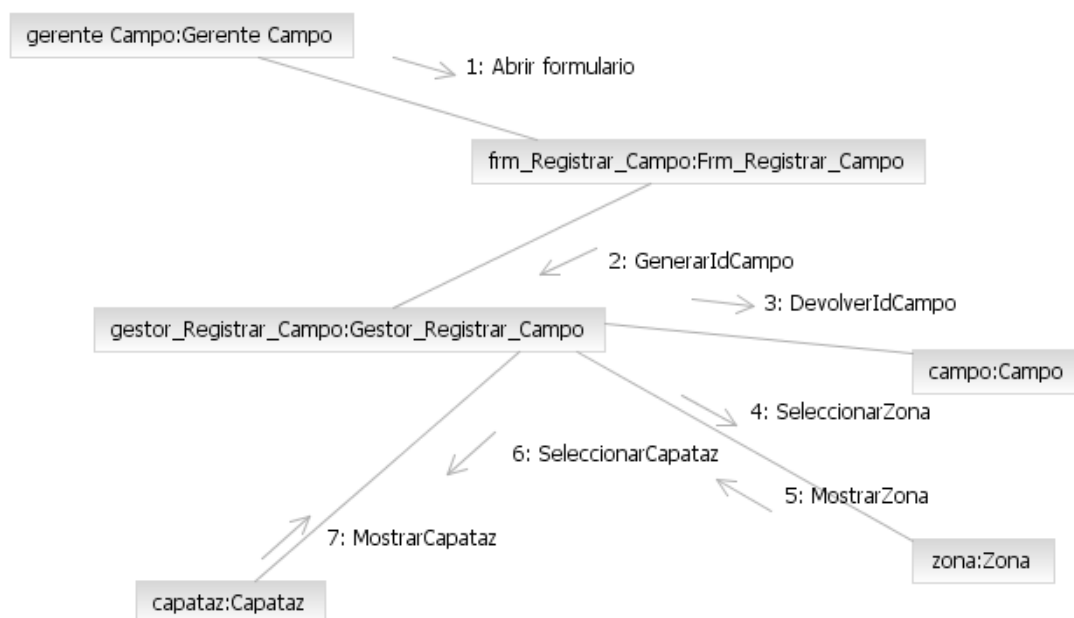 gerente Campo:Gerente Campo
1: Abrir formulario
frm_Registrar_Campo:Frm_Registrar_Campo
2: GenerarIdCampo
3: DevolverIdCampo
gestor_Registrar_Campo:Gestor_Registrar_Campo
campo:Campo
4: SeleccionarZona
6: SeleccionarCapataz
5: MostrarZona
7: MostrarCapataz
zona:Zona
capataz:Capataz